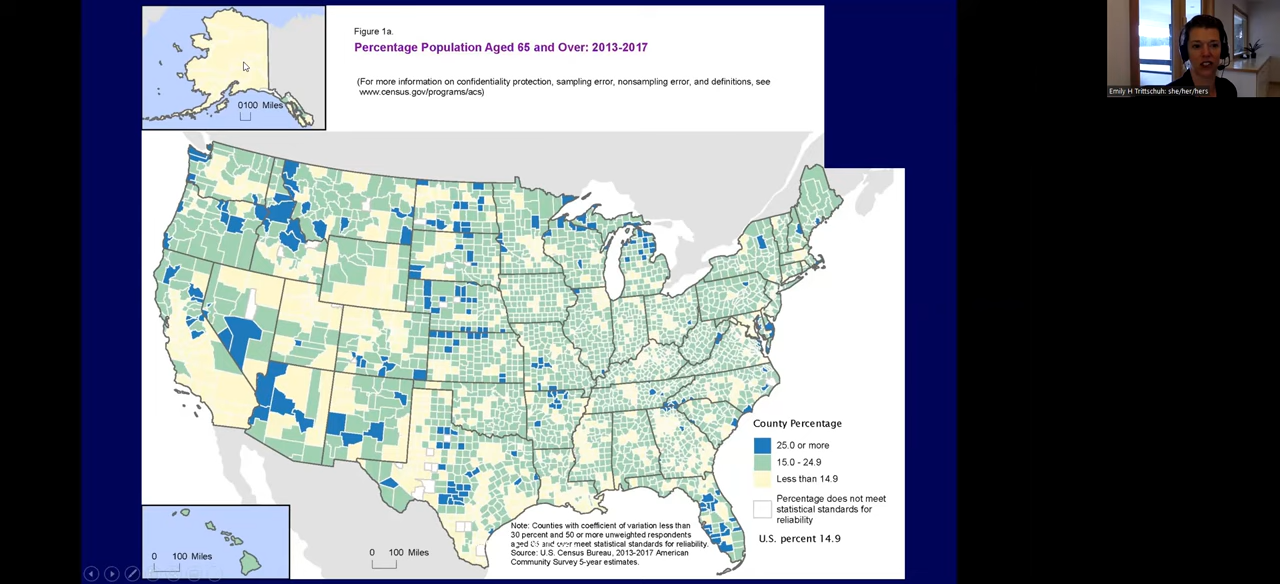 Figure 1a.
Percentage Population Aged 65 and Over: 2013-2017
(For more information on confidentiality protection, sampling error, nonsampling error, and definitions, see
www.census.gov/programs/acs)
0100 Miles
Emily H Trittschuh: she/her/hers
County Percentage
25.0 or more
15.0 - 24.9
Less than 14.9
Percentage does not meet
statistical standards for
reliability
U.S. percent 14.9
Note: Counties with coefficient of variation less than
30 percent and 50 or more unweighted respondents
aged 65 and over meet statistical standards for reliability.
Source: U.S. Census Bureau, 2013-2017 American
Community Survey 5-year estimates.
0 100 Miles
0 100 Miles